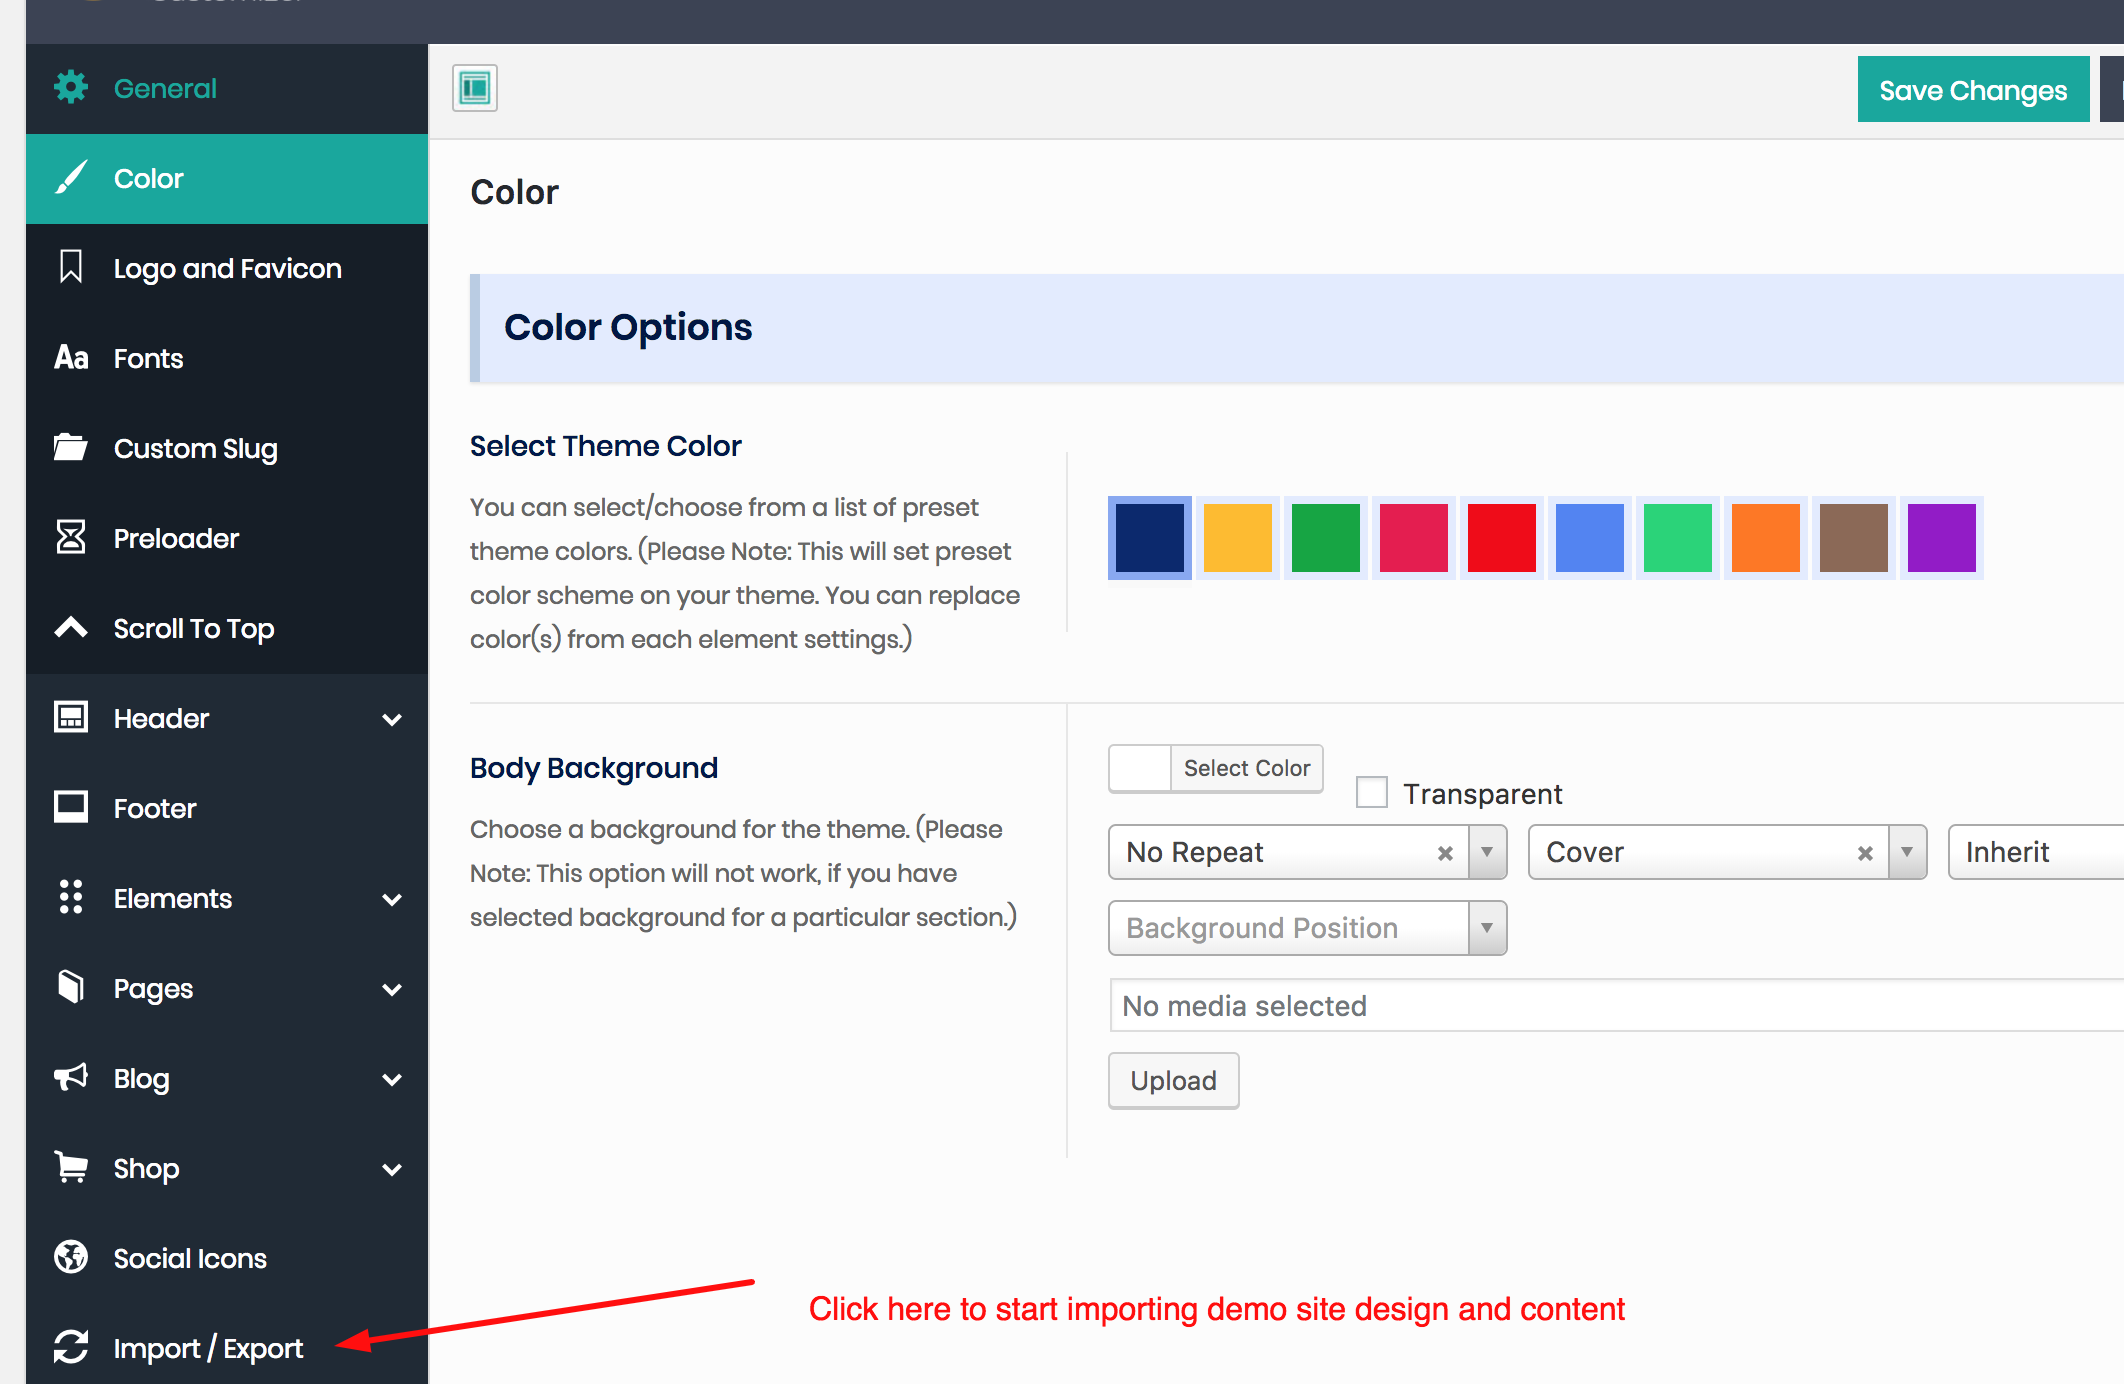 General
Save Changes
Color
Color
Logo and Favicon
Color Options
Aa Fonts
Custom Slug
Select Theme Color
You can select/choose from a list of preset
theme colors. (Please Note: This will set preset
color scheme on your theme. You can replace
color(s) from each element settings.)
Preloader
Scroll To Top
Header
Body Background
Select Color
Transparent
Choose a background for the theme. (Please
Note: This option will not work, if you have
selected background for a particular section.)
No Repeat
Cover
Inherit
Background Position
No media selected
Upload
Footer
Elements
Pages
Blog
Shop
Social Icons
Click here to start importing demo site design and content
Import / Export